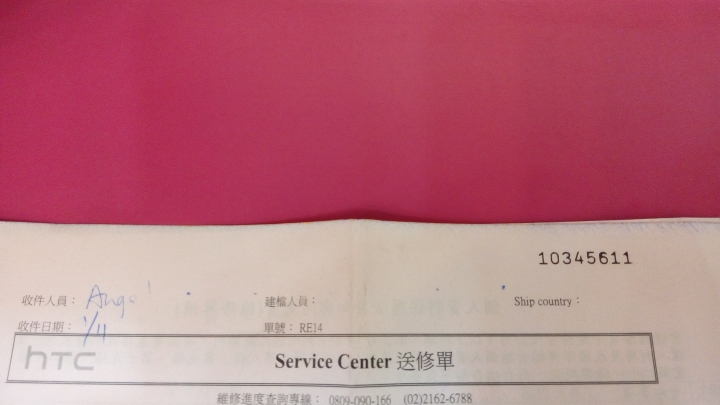 10345611
收件人員： Angel 建檔人員： Ship country：
收件日期： 1/11 單號： RE14
htc Service Center 送修單
維修進度查詢專線： 0809-090-166 (02)2162-6788